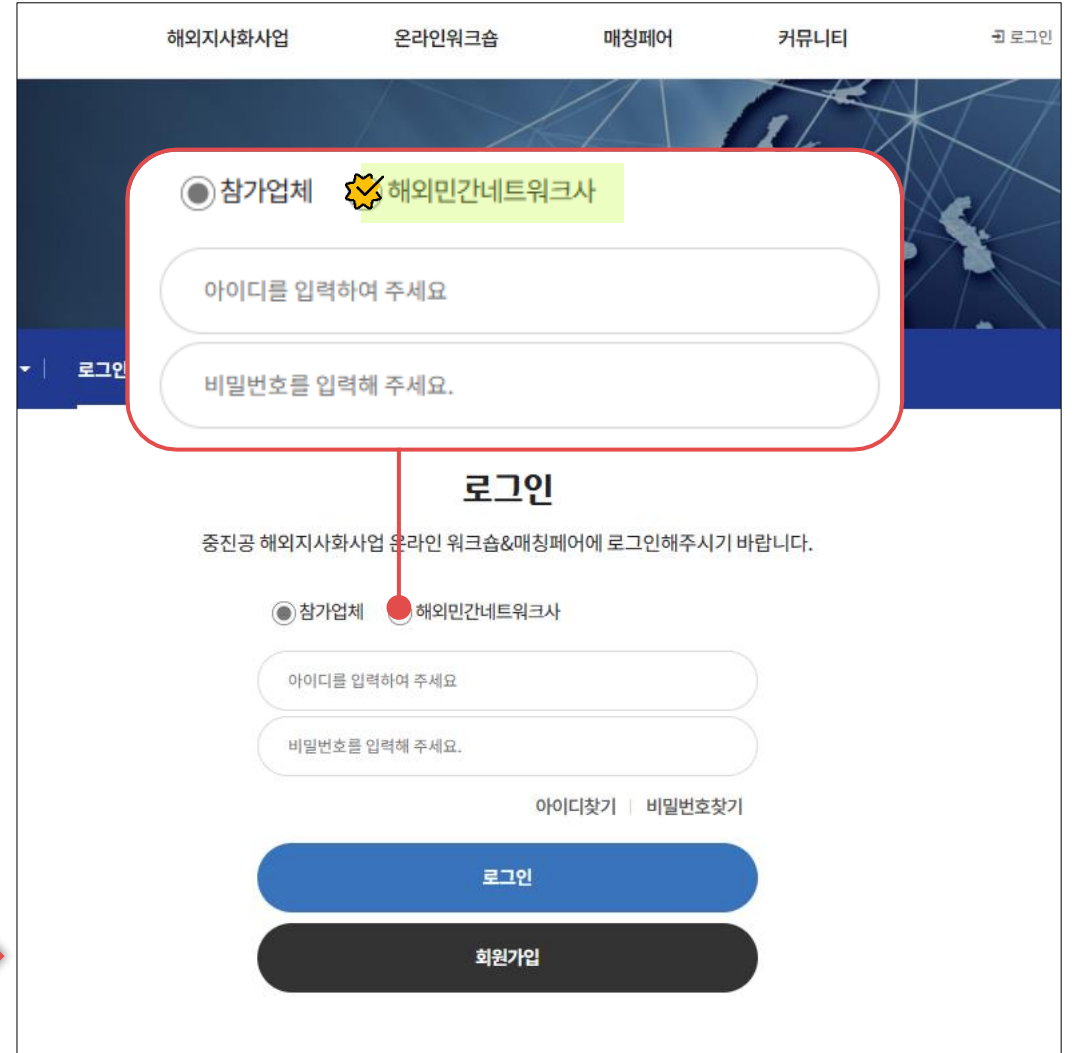 해외지사화사업 온라인워크숍 매칭페어 커뮤니티 로그인
참가업체 해외민간네트워크사
아이디를 입력하여 주세요
로그인
비밀번호를 입력해 주세요.
로그인
중진공 해외지사화사업 온라인 워크숍&매칭페어에 로그인해주시기 바랍니다.
참가업체 해외민간네트워크사
아이디를 입력하여 주세요
비밀번호를 입력해 주세요.
아이디찾기 | 비밀번호찾기
로그인
회원가입